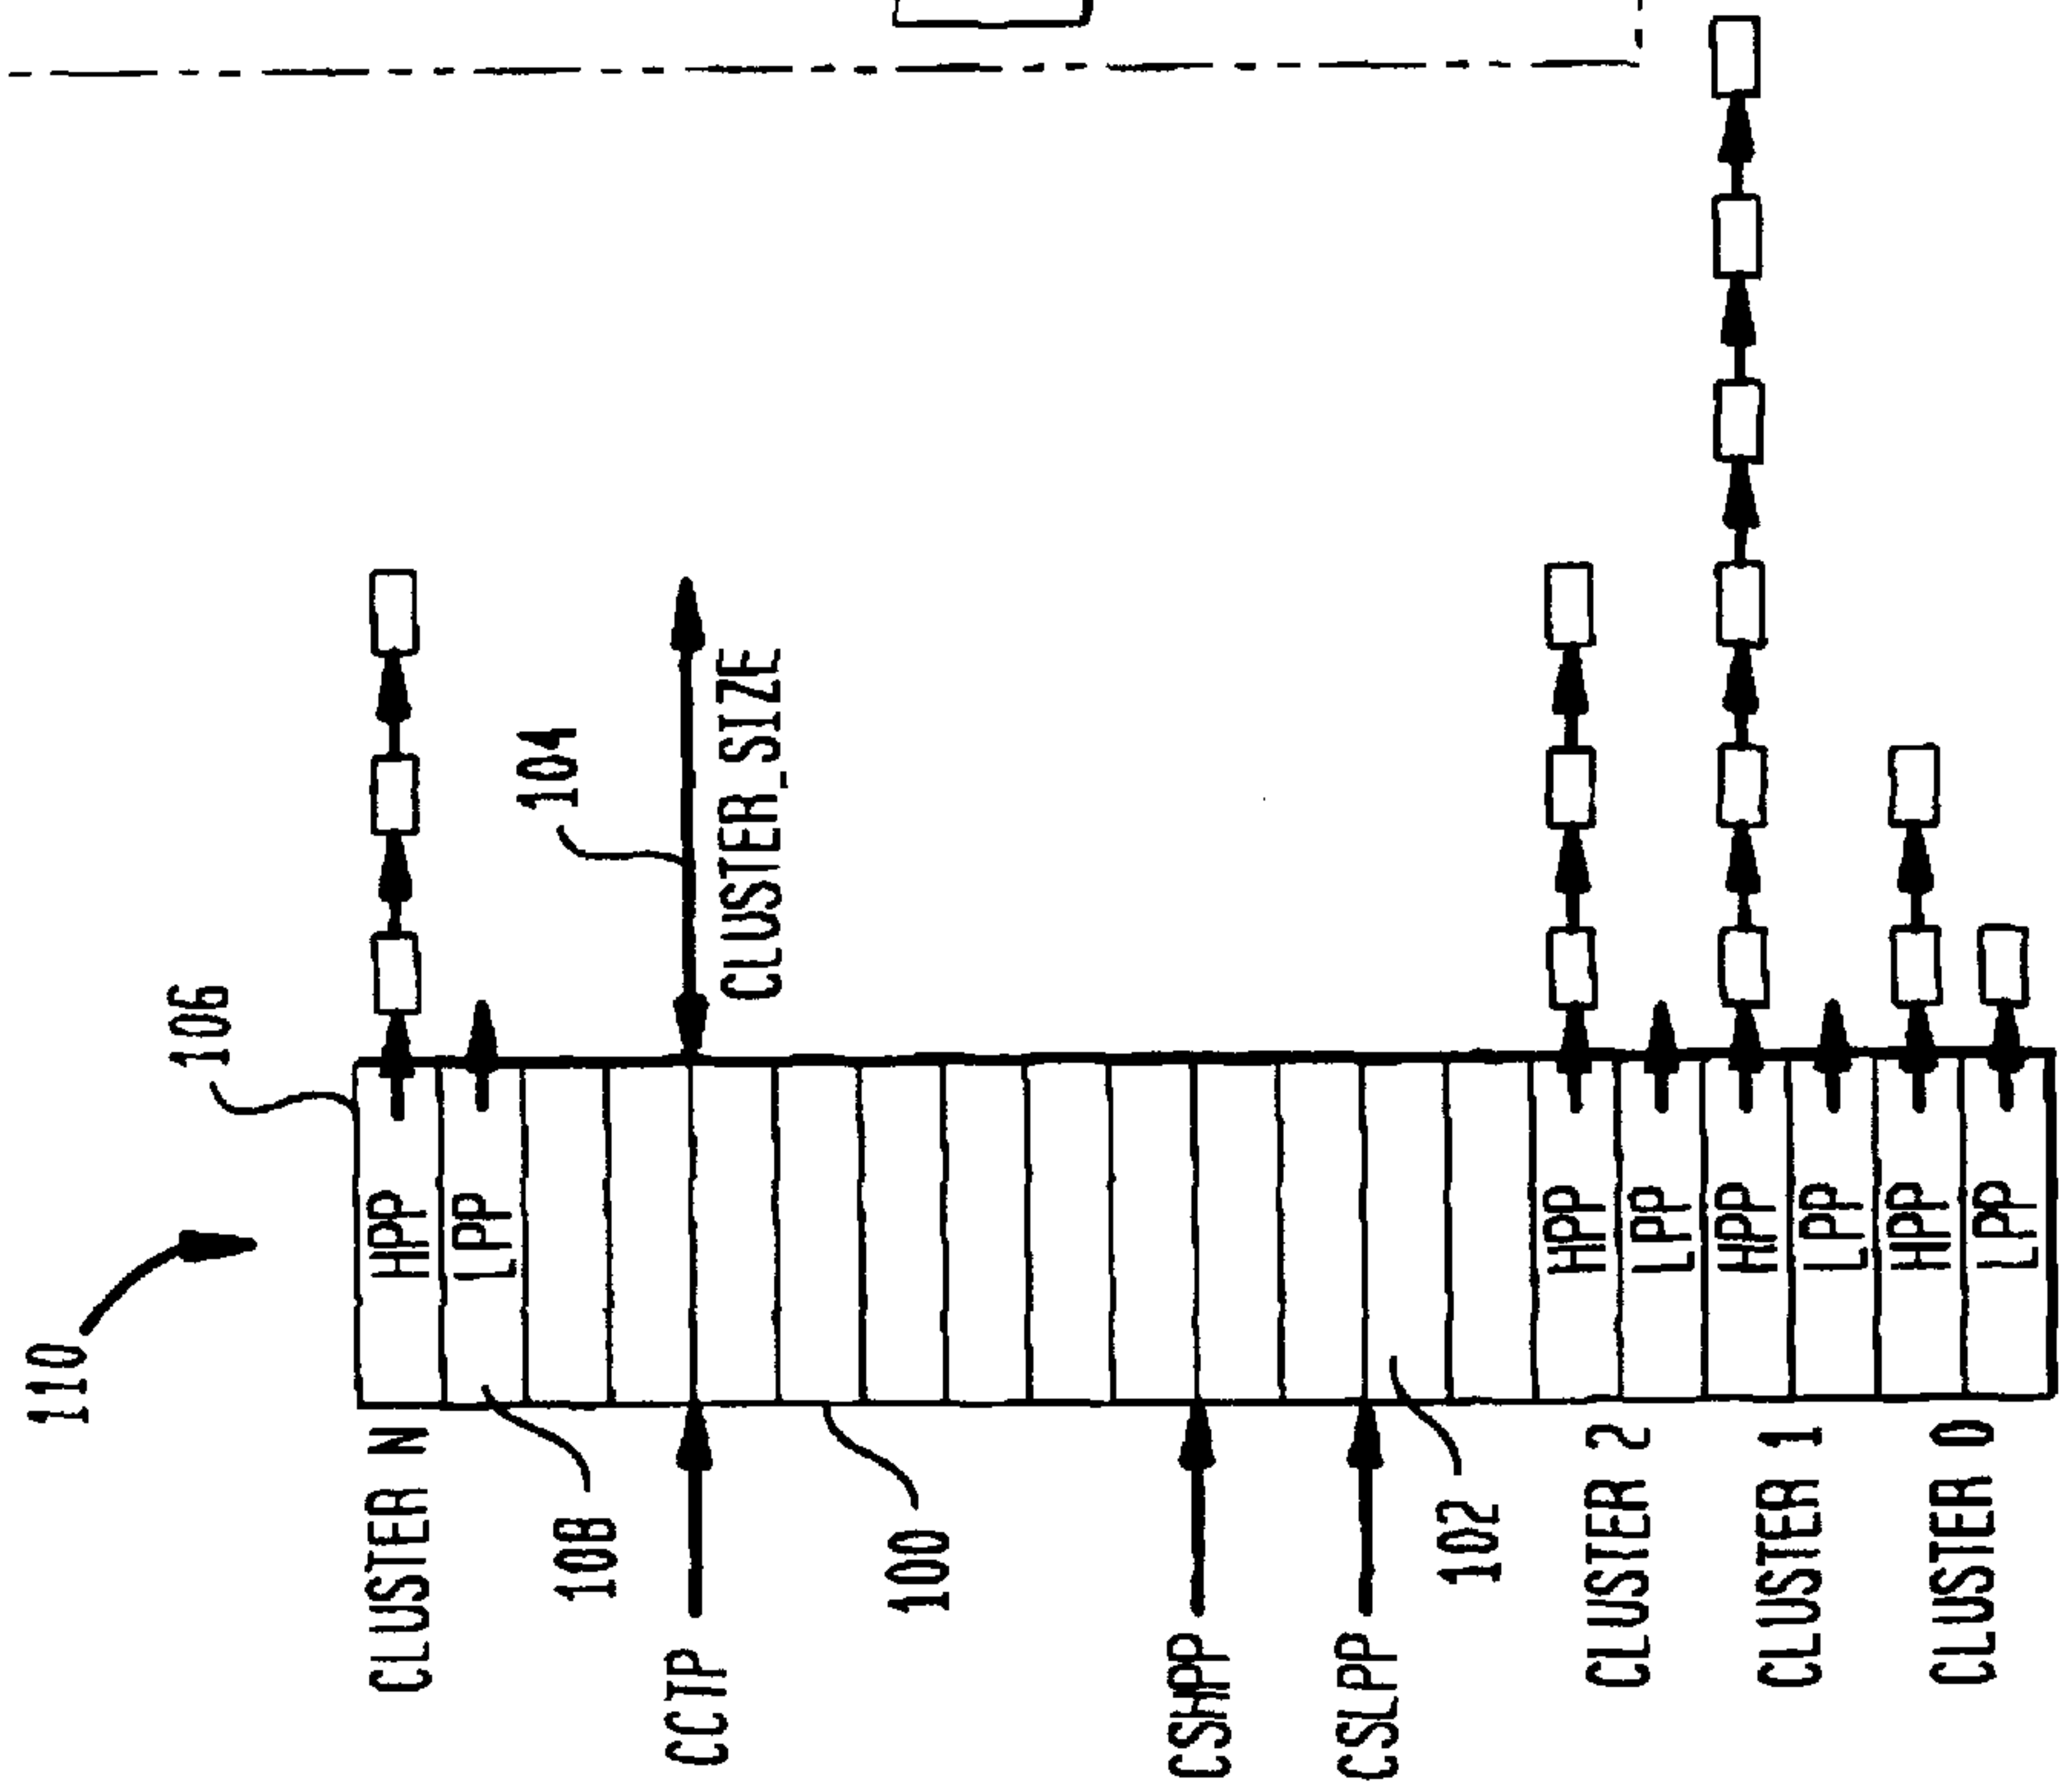 110
106
CLUSTER N
HPP
LPP
108
104
CLUSTER_SIZE
CCTP
100
CSHPP
CSLPP
102
CLUSTER 2
HPP
LPP
CLUSTER 1
HPP
LPP
CLUSTER 0
HPP
LPP